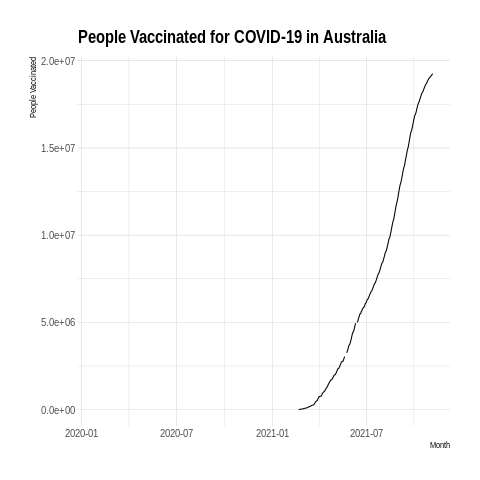 People Vaccinated for COVID-19 in Australia
People Vaccinated
2.0e+07
1.5e+07
1.0e+07
5.0e+06
0.0e+00
2020-01
2020-07
2021-01
2021-07
Month